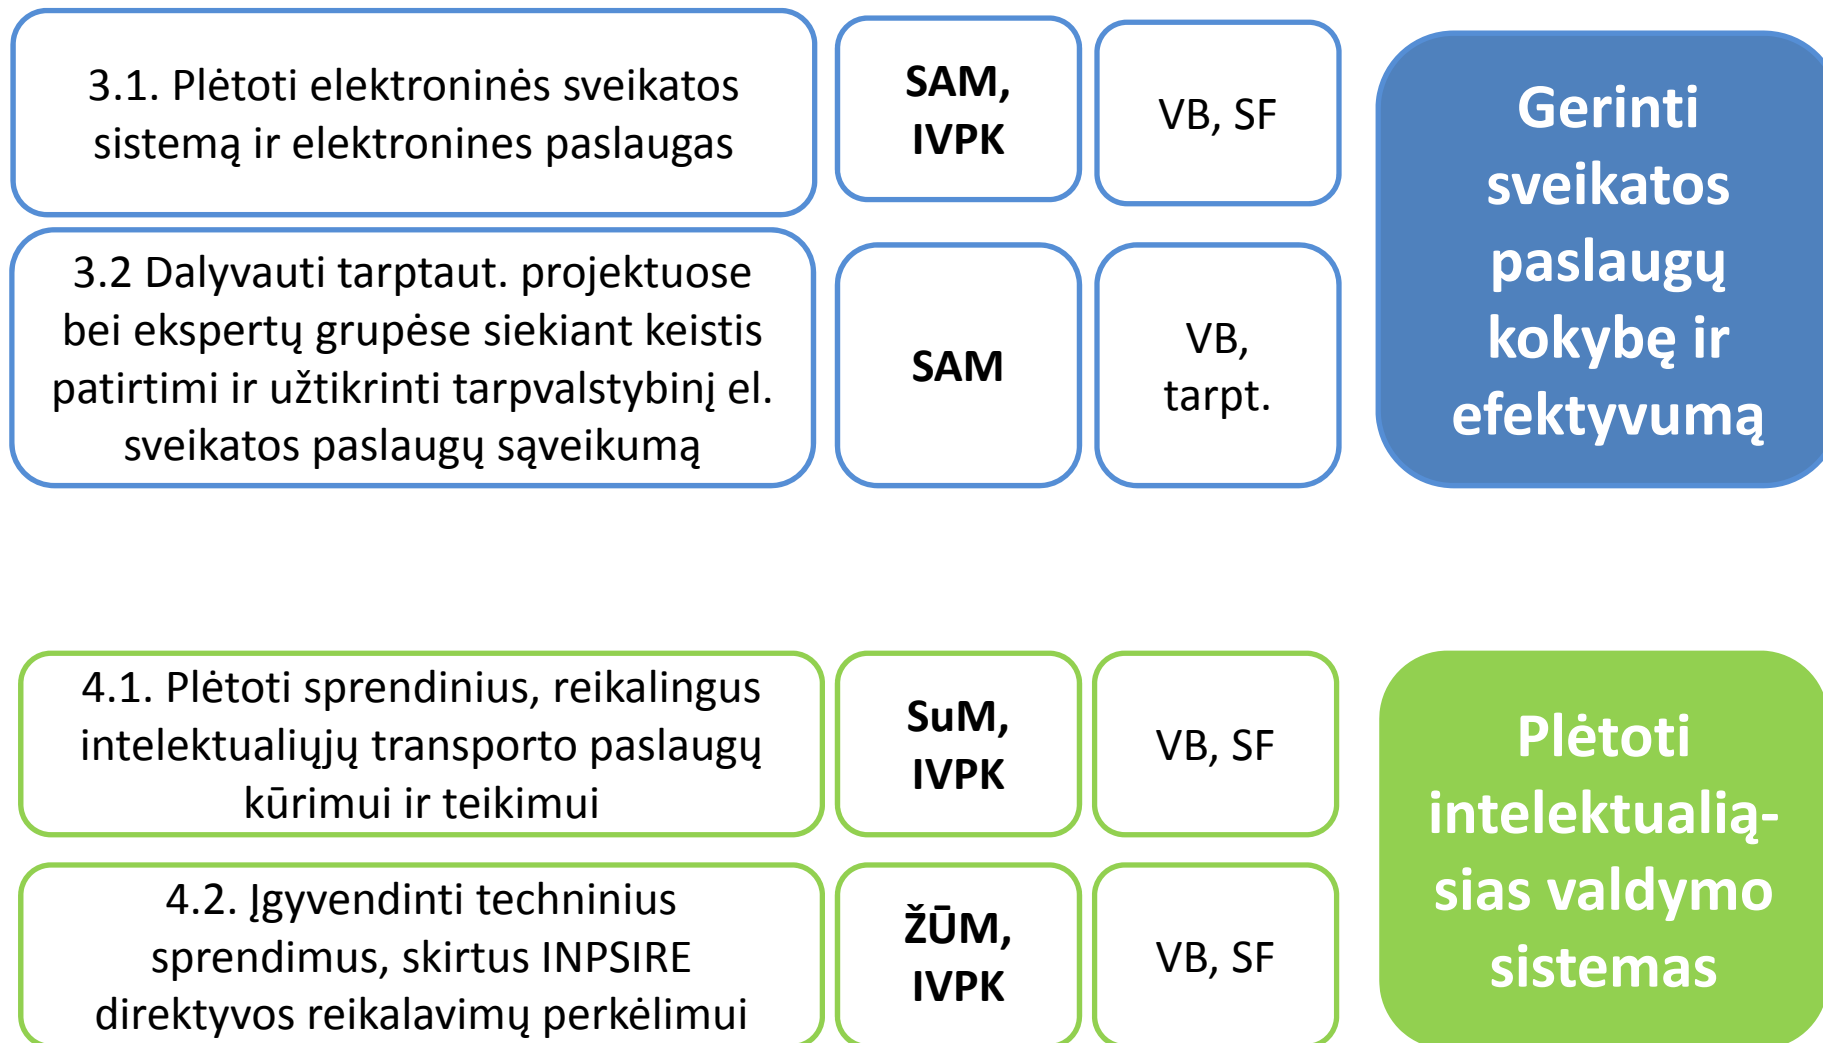 3.1. Plėtoti elektroninės sveikatos
sistemą ir elektronines paslaugas
SAM,
IVPK
VB, SF
3.2 Dalyvauti tarptaut. projektuose
bei ekspertų grupėse siekiant keistis
patirtimi ir užtikrinti tarpvalstybinį el.
sveikatos paslaugų sąveikumą
SAM
VB,
tarpt.
Gerinti
sveikatos
paslaugų
kokybę ir
efektyvumą
4.1. Plėtoti sprendinius, reikalingus
intelektualiųjų transporto paslaugų
kūrimui ir teikimui
SuM,
IVPK
VB, SF
4.2. Įgyvendinti techninius
sprendimus, skirtus INPSIRE
direktyvos reikalavimų perkėlimui
ŽŪM,
IVPK
VB, SF
Plėtoti
intelektualią-
sias valdymo
sistemas